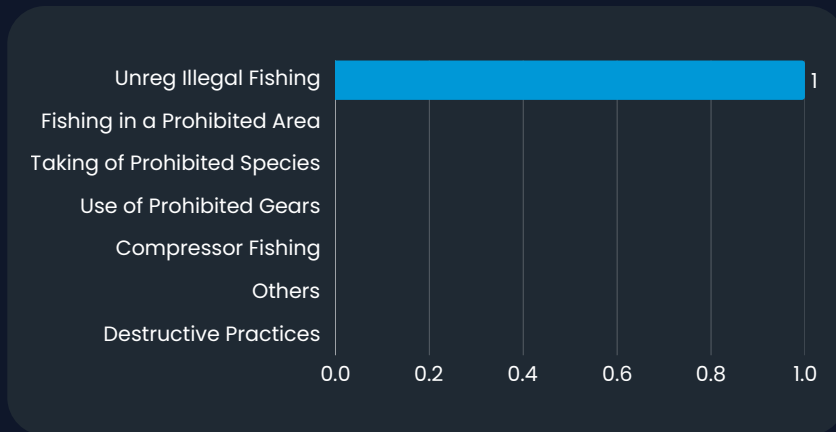 Unreg Illegal Fishing
1
Fishing in a Prohibited Area
Taking of Prohibited Species
Use of Prohibited Gears
Compressor Fishing
Others
Destructive Practices
0.0 0.2 0.4 0.6 0.8 1.0